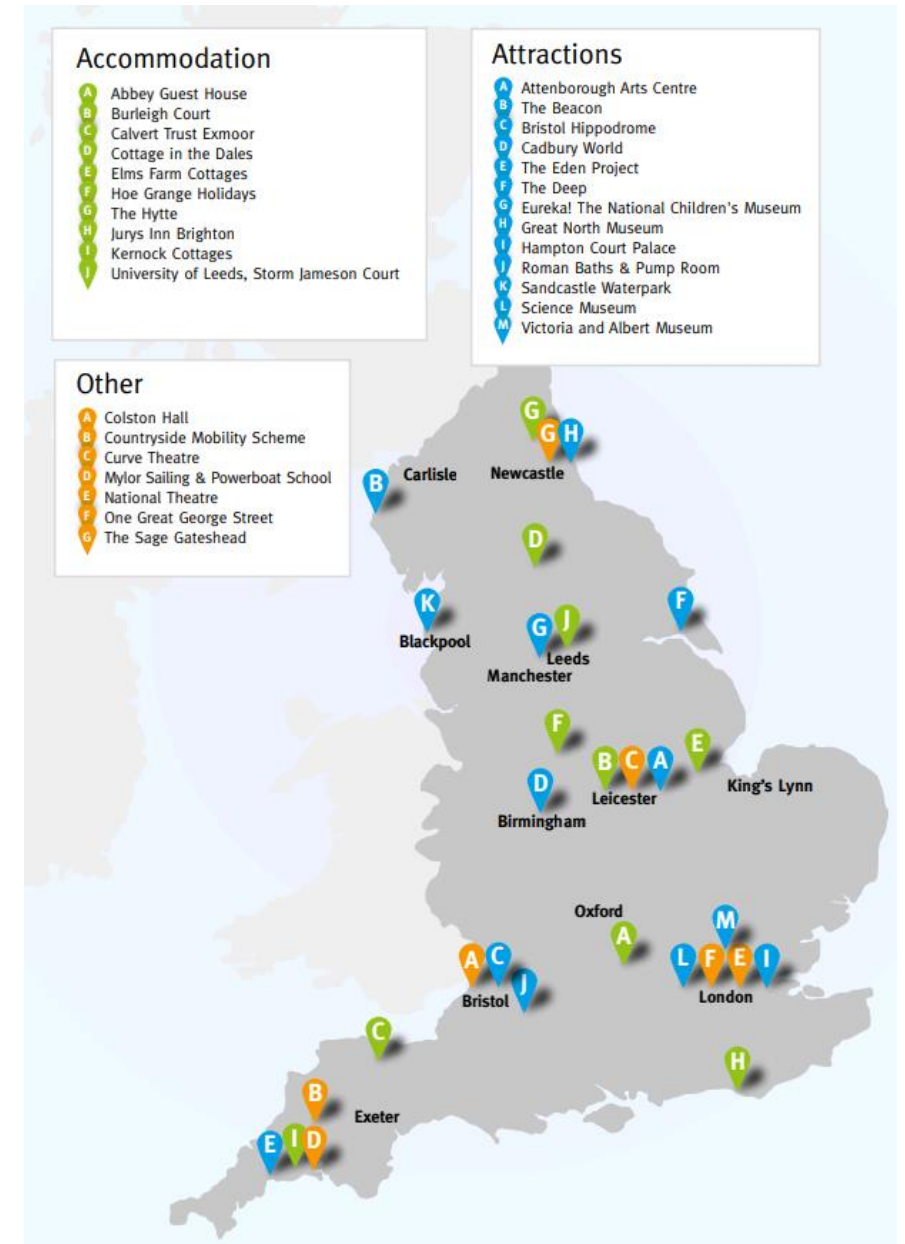 Accommodation
A Abbey Guest House
B Burleigh Court
C Calvert Trust Exmoor
D Cottage in the Dales
E Elms Farm Cottages
F Hoe Grange Holidays
G The Hytte
H Jurys Inn Brighton
I Kernock Cottages
J University of Leeds, Storm Jameson Court
Attractions
A Attenborough Arts Centre
B The Beacon
C Bristol Hippodrome
D Cadbury World
E The Eden Project
F The Deep
G Eureka! The National Children's Museum
H Great North Museum
I Hampton Court Palace
J Roman Baths & Pump Room
K Sandcastle Waterpark
L Science Museum
M Victoria and Albert Museum
Other
A Colston Hall
B Countryside Mobility Scheme
C Curve Theatre
D Mylor Sailing & Powerboat School
E National Theatre
F One Great George Street
G The Sage Gateshead
G
G H
Newcastle
B Carlisle
D
K
Blackpool
F
G J
Leeds
Manchester
F
B C A
Leicester
E
King's Lynn
D
Birmingham
Oxford
A
M
L F E I
London
A C
J
Bristol
C
H
B
Exeter
E I D